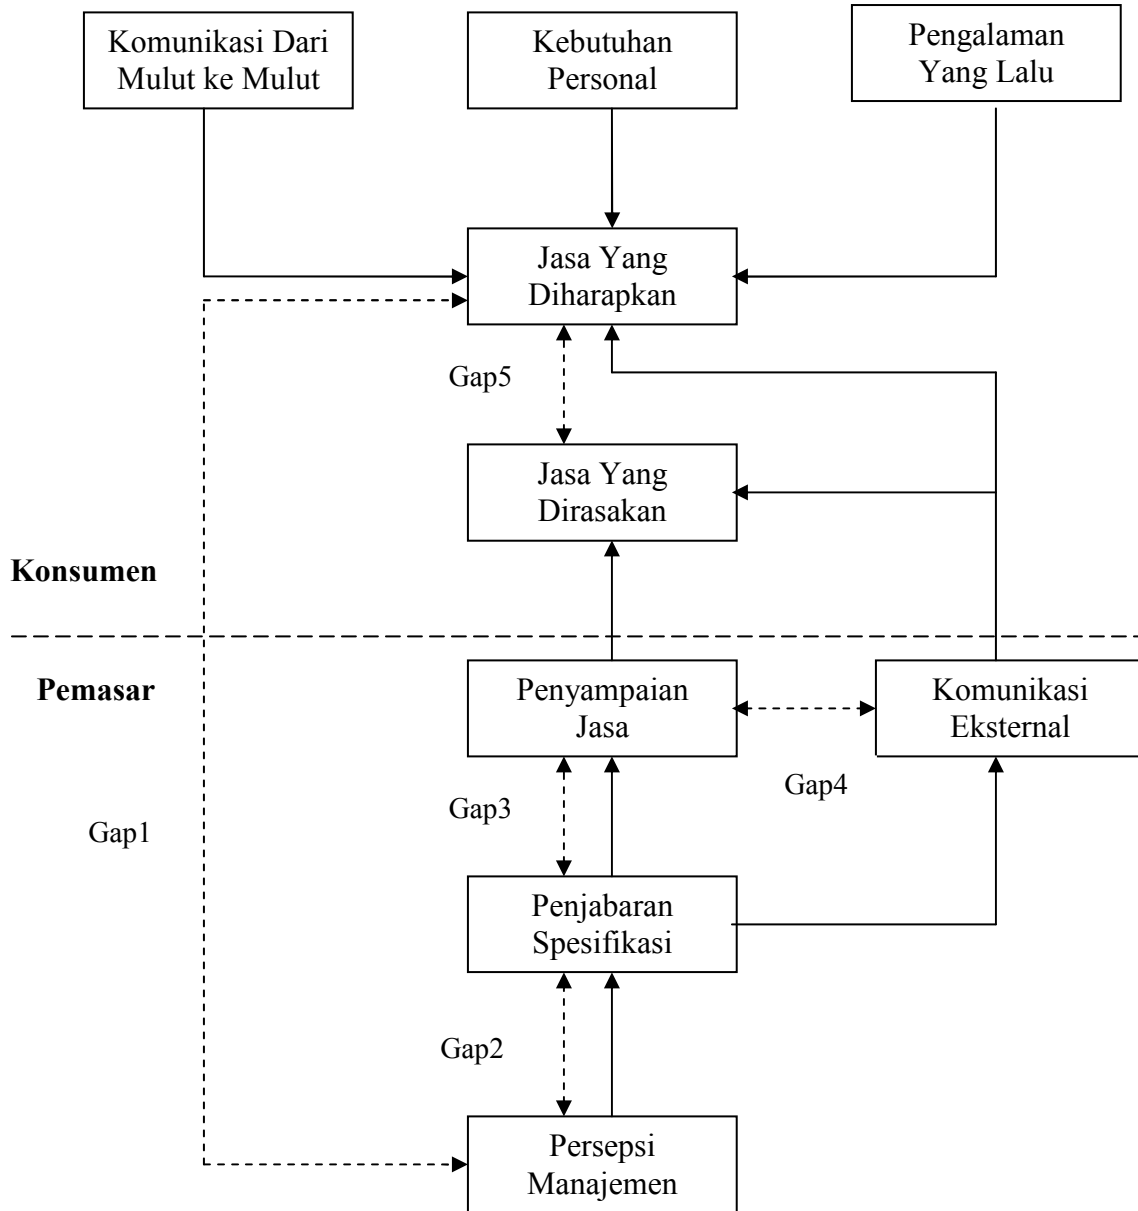 Komunikasi Dari
Mulut ke Mulut
Kebutuhan
Personal
Pengalaman
Yang Lalu
Jasa Yang
Diharapkan
Gap5
Jasa Yang
Dirasakan
Konsumen
Pemasar
Penyampaian
Jasa
Komunikasi
Eksternal
Gap1
Gap3
Gap4
Penjabaran
Spesifikasi
Gap2
Persepsi
Manajemen